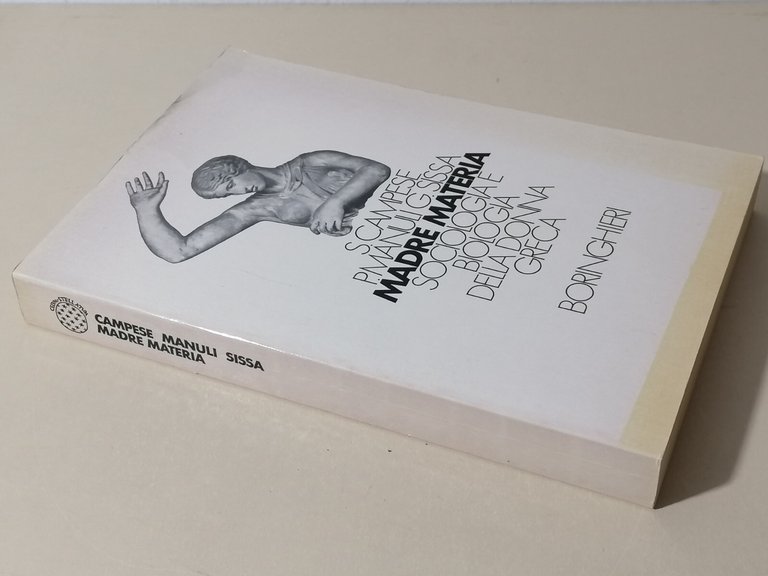 S. CAMPESE
P. MANULI G. SISSA
MADRE MATERIA
SOCIOLOGIA E
BIOLOGIA
DELLA DONNA
GRECA
BORINGHIERI
CAMPESE MANULI SISSA
MADRE MATERIA